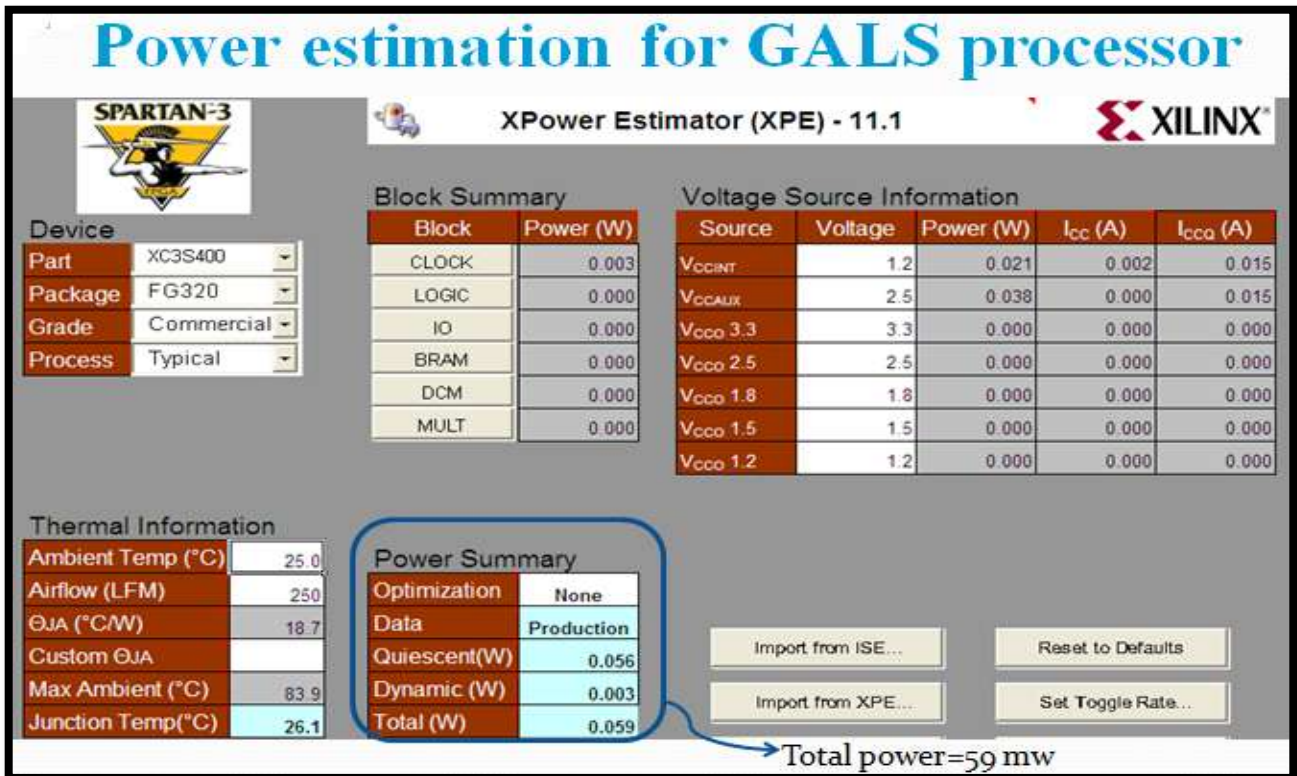 Power estimation for GALS processor
SPARTAN-3
FPGA
XPower Estimator (XPE) - 11.1
XILINX®
Device
Part XC3S400
Package FG320
Grade Commercial
Process Typical
Block Summary
Block Power (W)
CLOCK 0.003
LOGIC 0.000
IO 0.000
BRAM 0.000
DCM 0.000
MULT 0.000
Voltage Source Information
Source Voltage Power (W) ICC (A) ICCQ (A)
VCCINT 1.2 0.021 0.002 0.015
VCCAUX 2.5 0.038 0.000 0.015
VCCO 3.3 3.3 0.000 0.000 0.000
VCCO 2.5 2.5 0.000 0.000 0.000
VCCO 1.8 1.8 0.000 0.000 0.000
VCCO 1.5 1.5 0.000 0.000 0.000
VCCO 1.2 1.2 0.000 0.000 0.000
Thermal Information
Ambient Temp (°C) 25.0
Airflow (LFM) 250
ΘJA (°C/W) 18.7
Custom ΘJA
Max Ambient (°C) 83.9
Junction Temp(°C) 26.1
Power Summary
Optimization None
Data Production
Quiescent(W) 0.056
Dynamic (W) 0.003
Total (W) 0.059
Import from ISE...
Reset to Defaults
Import from XPE...
Set Toggle Rate...
Total power=59 mw